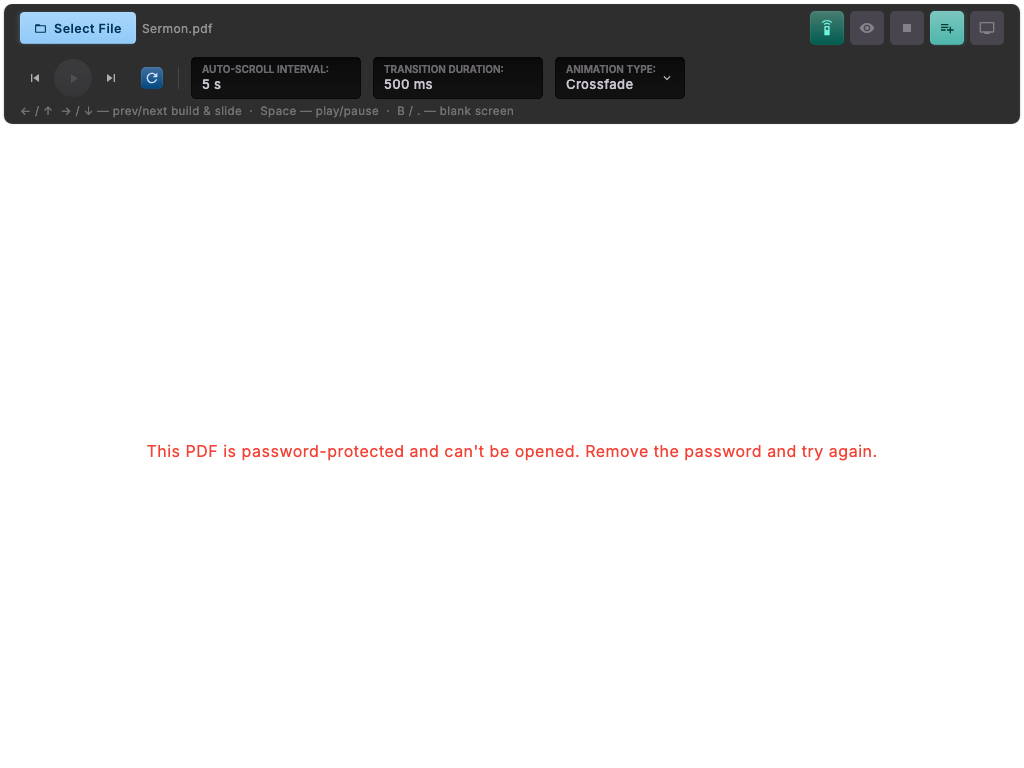 Select File Sermon.pdf
AUTO-SCROLL INTERVAL:
5 s
TRANSITION DURATION:
500 ms
ANIMATION TYPE:
Crossfade
← / ↑ → / ↓ — prev/next build & slide · Space — play/pause · B / . — blank screen
This PDF is password-protected and can't be opened. Remove the password and try again.